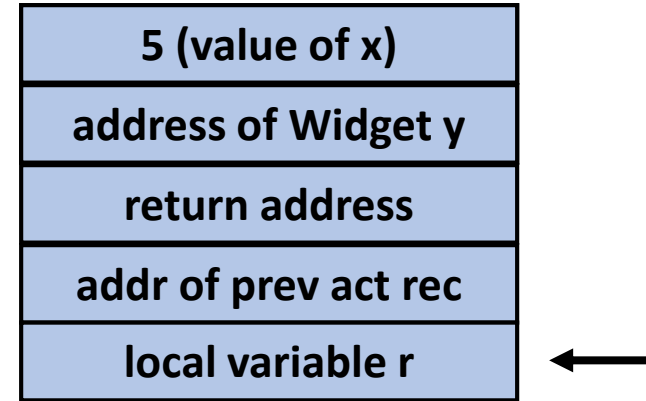 5 (value of x)
address of Widget y
return address
addr of prev act rec
local variable r